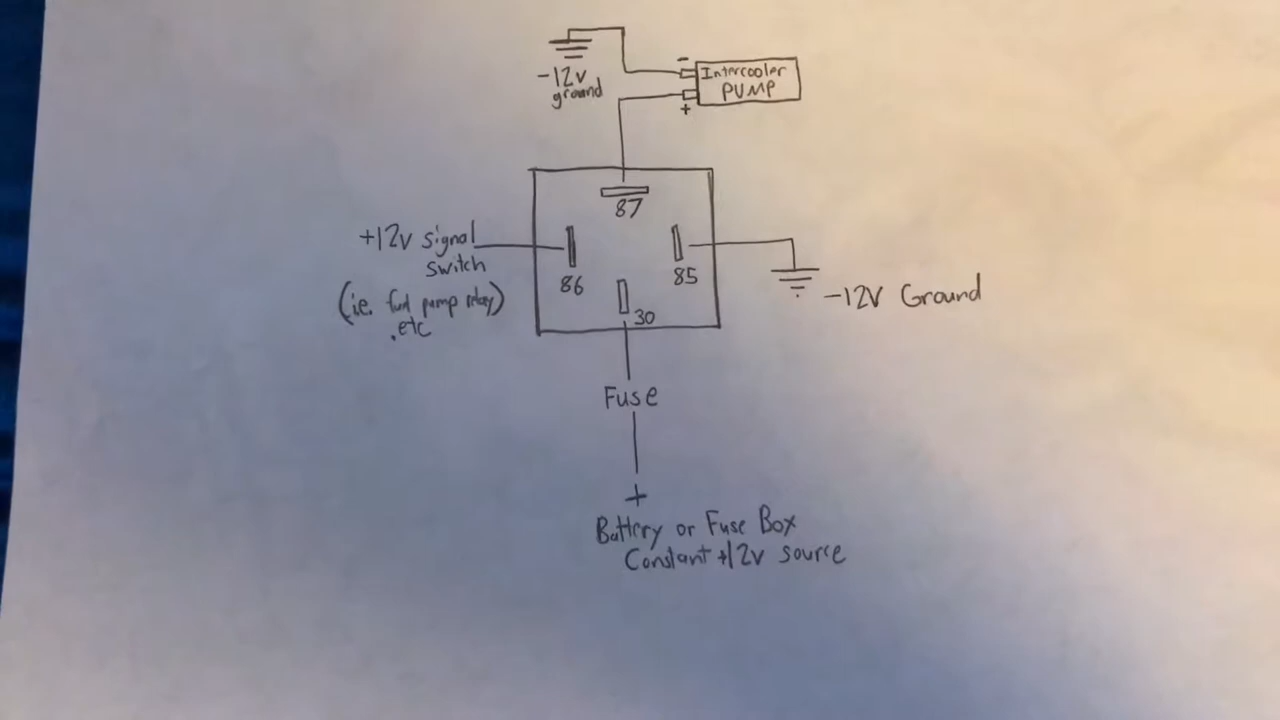 -12v
ground
-
Intercooler
PUMP
+
87
+12v signal
switch
(i.e. fuel pump relay)
.etc
86
85
30
-12V Ground
Fuse
+
Battery or Fuse Box
Constant +12v source